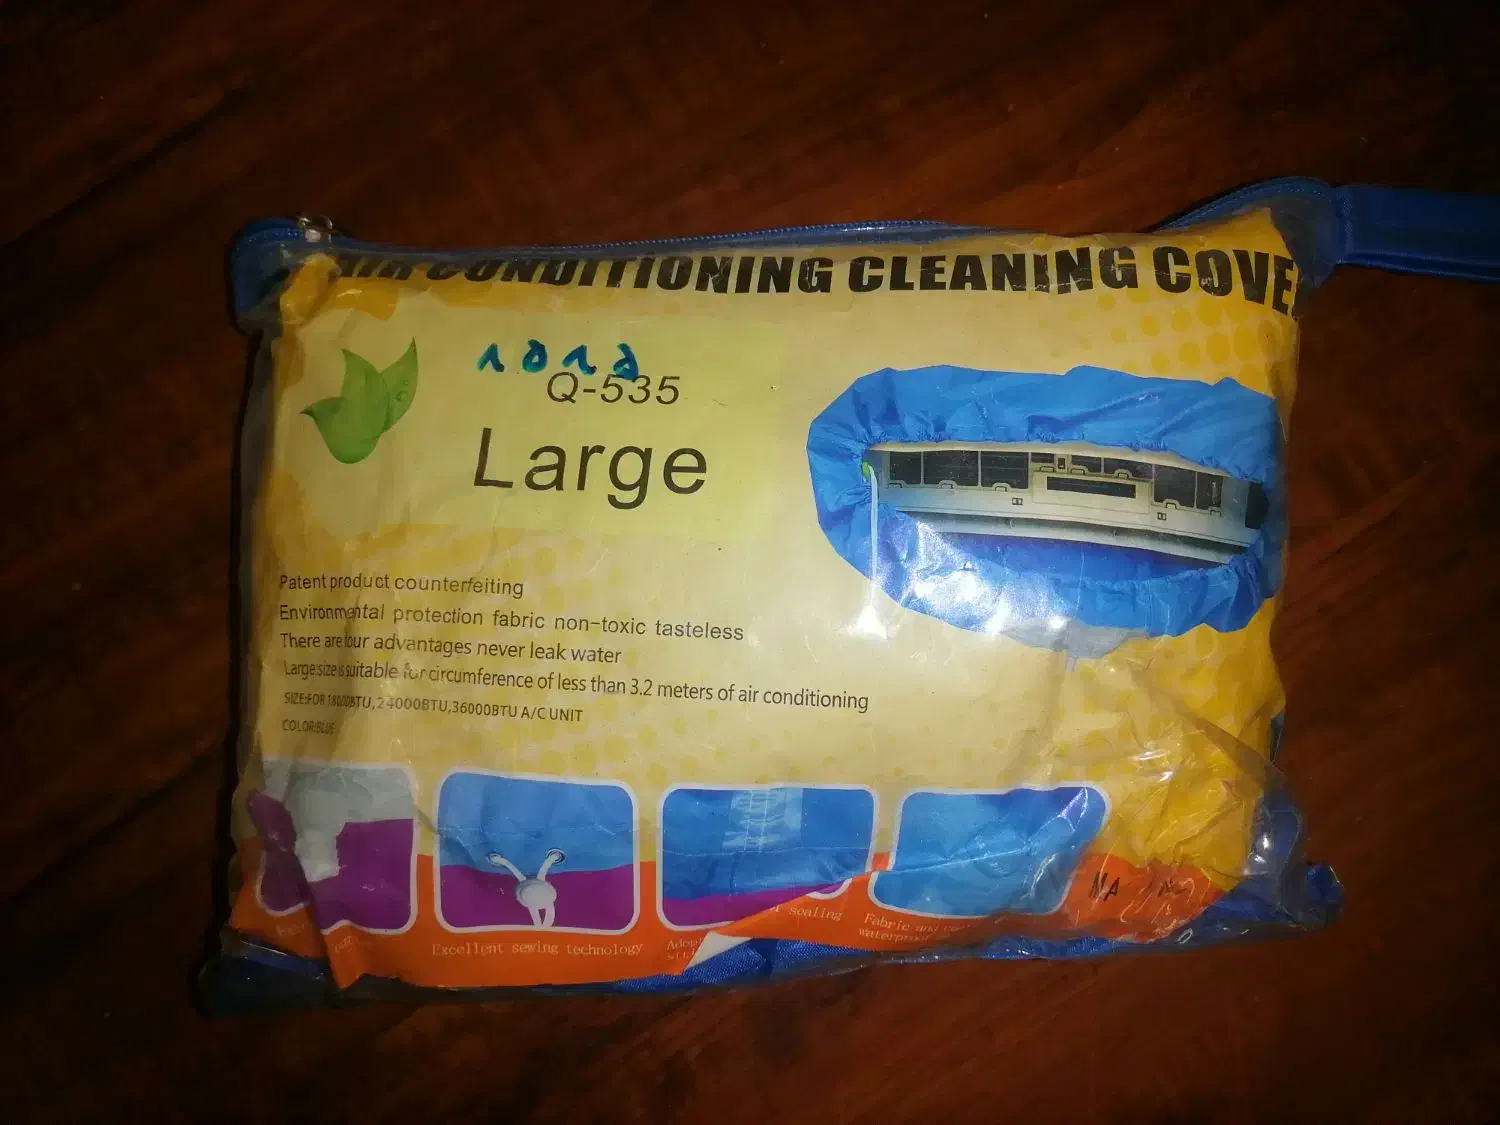 AIR CONDITIONING CLEANING COVE
Q-535
Large
Patent product counterfeiting
Environmental protection fabric non-toxic tasteless
There are four advantages never leak water
Large size is suitable for circumference of less than 3.2 meters of air conditioning
SIZE:FOR 18000BTU,24000BTU,36000BTU A/C UNIT
COLOR:BLUE
Excellent sewing technology
sealing
Fabric and